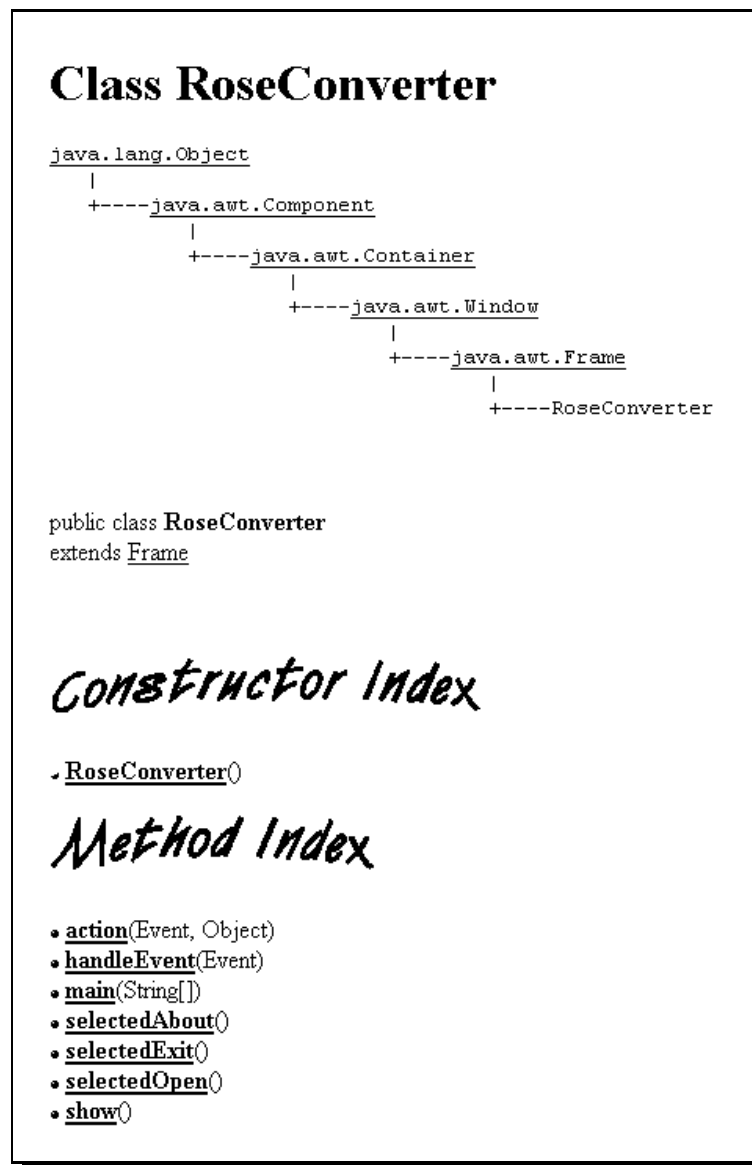 Class RoseConverter
java.lang.Object
|
+----java.awt.Component
|
+----java.awt.Container
|
+----java.awt.Window
|
+----java.awt.Frame
|
+----RoseConverter
public class RoseConverter
extends Frame
Constructor Index
RoseConverter()
Method Index
action(Event, Object)
handleEvent(Event)
main(String[])
selectedAbout()
selectedExit()
selectedOpen()
show()